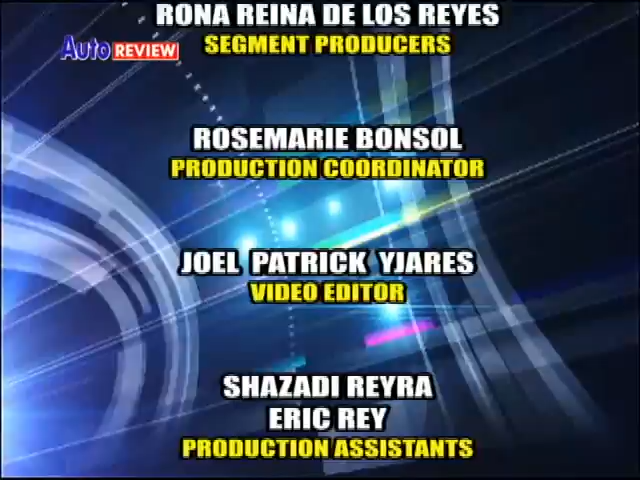 RONA REINA DE LOS REYES
Auto REVIEW
SEGMENT PRODUCERS
ROSEMARIE BONSOL
PRODUCTION COORDINATOR
JOEL PATRICK YJARES
VIDEO EDITOR
SHAZADI REYRA
ERIC REY
PRODUCTION ASSISTANTS